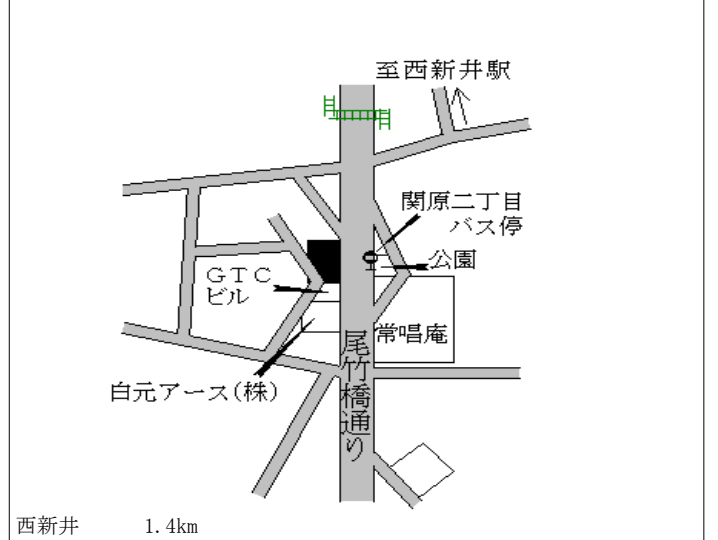 至西新井駅
関原二丁目
バス停
公園
GTC
ビル
常唱庵
尾竹橋通り
白元アース(株)
西新井 1.4km